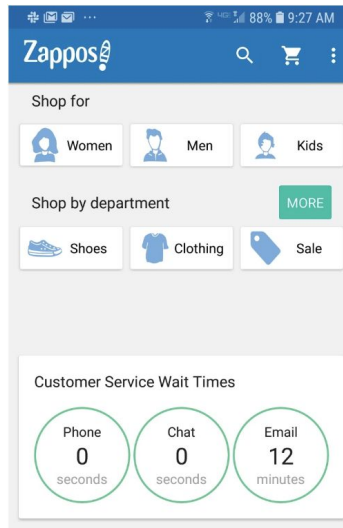 88% 9:27 AM
Zappos
Shop for
Women Men Kids
Shop by department MORE
Shoes Clothing Sale
Customer Service Wait Times
Phone Chat Email
0 0 12
seconds seconds minutes